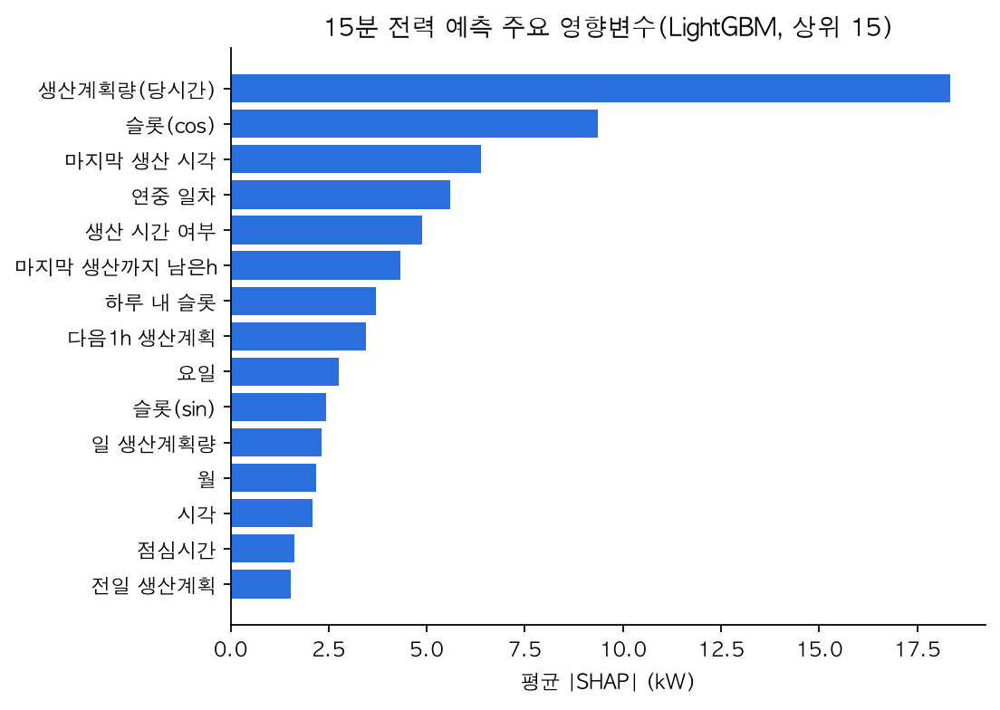 15분 전력 예측 주요 영향변수(LightGBM, 상위 15)
생산계획량(당시간)
슬롯(cos)
마지막 생산 시각
연중 일차
생산 시간 여부
마지막 생산까지 남은h
하루 내 슬롯
다음1h 생산계획
요일
슬롯(sin)
일 생산계획량
월
시각
점심시간
전일 생산계획
0.0 2.5 5.0 7.5 10.0 12.5 15.0 17.5
평균 |SHAP| (kW)